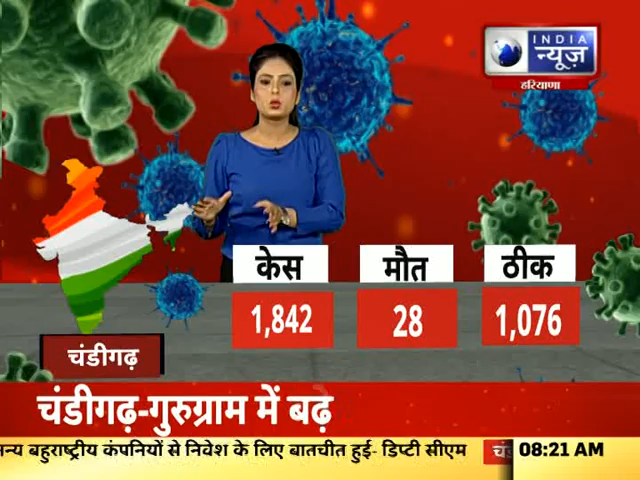 INDIA
न्यूज़
हरियाणा
केस
मौत
ठीक
1,842
28
1,076
चंडीगढ़
चंडीगढ़-गुरुग्राम में बढ़
बहुराष्ट्रीय कंपनियों से निवेश के लिए बातचीत हुई- डिप्टी सीएम
08:21 AM